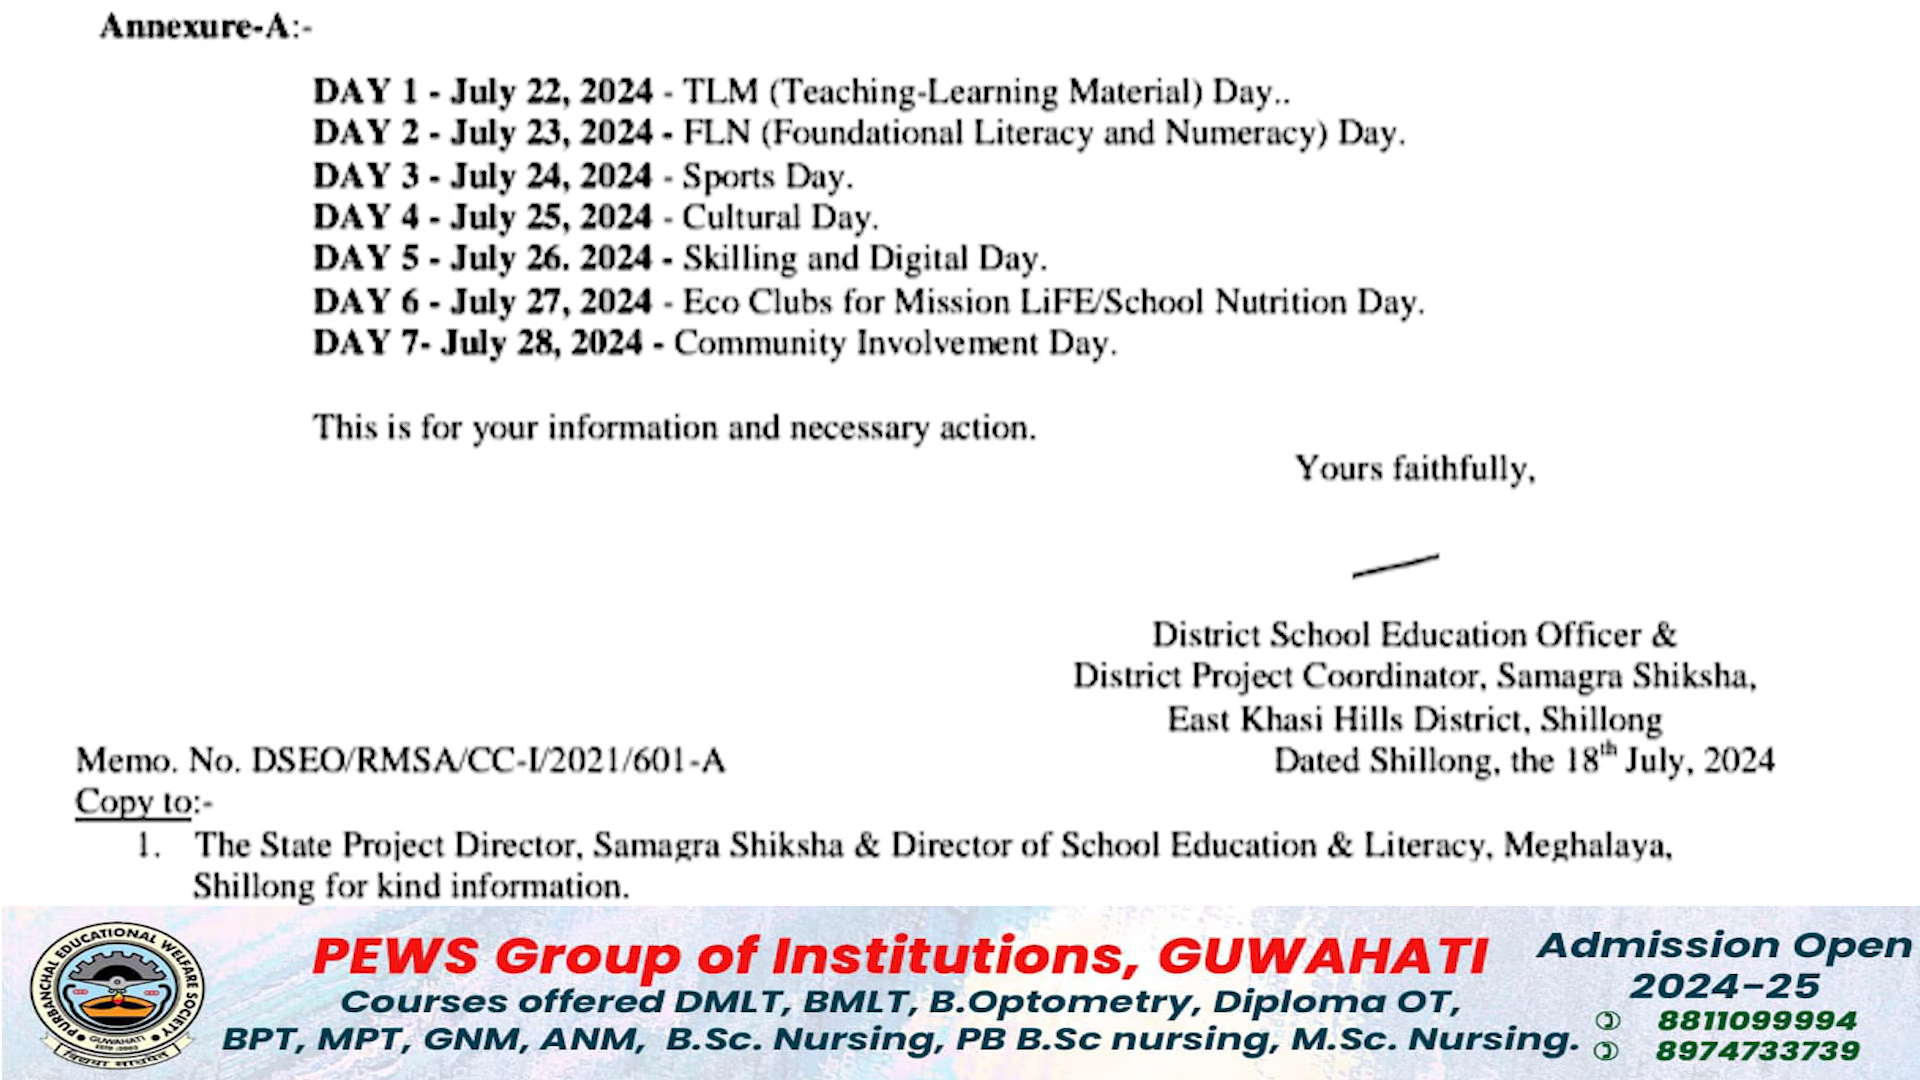 Annexure-A:-
DAY 1 - July 22, 2024 - TLM (Teaching-Learning Material) Day..
DAY 2 - July 23, 2024 - FLN (Foundational Literacy and Numeracy) Day.
DAY 3 - July 24, 2024 - Sports Day.
DAY 4 - July 25, 2024 - Cultural Day.
DAY 5 - July 26. 2024 - Skilling and Digital Day.
DAY 6 - July 27, 2024 - Eco Clubs for Mission LiFE/School Nutrition Day.
DAY 7- July 28, 2024 - Community Involvement Day.
This is for your information and necessary action.
Yours faithfully,
District School Education Officer &
District Project Coordinator, Samagra Shiksha,
East Khasi Hills District, Shillong
Memo. No. DSEO/RMSA/CC-I/2021/601-A
Dated Shillong, the 18th July, 2024
Copy to:-
1. The State Project Director, Samagra Shiksha & Director of School Education & Literacy, Meghalaya,
Shillong for kind information.
PURBANCHAL EDUCATIONAL WELFARE SOCIETY
GUWAHATI
PEWS Group of Institutions, GUWAHATI
Courses offered DMLT, BMLT, B.Optometry, Diploma OT,
BPT, MPT, GNM, ANM, B.Sc. Nursing, PB B.Sc nursing, M.Sc. Nursing.
Admission Open
2024-25
8811099994
8974733739